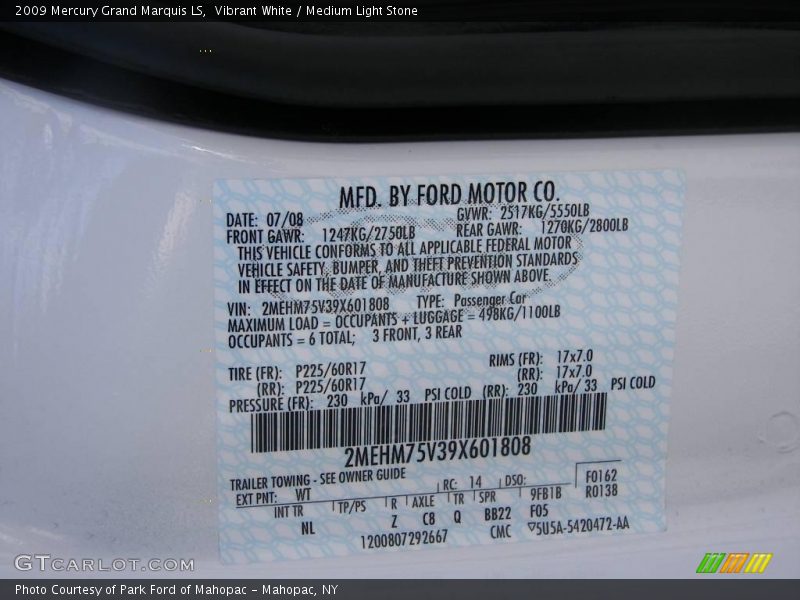 2009 Mercury Grand Marquis LS,  Vibrant White / Medium Light Stone
MFD. BY FORD MOTOR CO.
DATE: 07/08 GVWR: 2517KG/5550LB
FRONT GAWR: 1247KG/2750LB REAR GAWR: 1270KG/2800LB
THIS VEHICLE CONFORMS TO ALL APPLICABLE FEDERAL MOTOR
VEHICLE SAFETY, BUMPER, AND THEFT PREVENTION STANDARDS
IN EFFECT ON THE DATE OF MANUFACTURE SHOWN ABOVE.
VIN: 2MEHM75V39X601808 TYPE: Passenger Car
MAXIMUM LOAD = OCCUPANTS + LUGGAGE = 498KG/1100LB
OCCUPANTS = 6 TOTAL; 3 FRONT, 3 REAR
TIRE (FR): P225/60R17 RIMS (FR): 17x7.0
(RR): P225/60R17 (RR): 17x7.0
PRESSURE (FR): 230 kPa/ 33 PSI COLD (RR): 230 kPa/ 33 PSI COLD
2MEHM75V39X601808
TRAILER TOWING - SEE OWNER GUIDE
EXT PNT: WT RC: 14 DSO: F0162
INT TR TP/PS R AXLE TR SPR 9FB1B R0138
NL Z C8 Q BB22 F05
1200807292667 CMC ▽5U5A-5420472-AA
GTCARLOT.COM
Photo Courtesy of Park Ford of Mahopac - Mahopac, NY